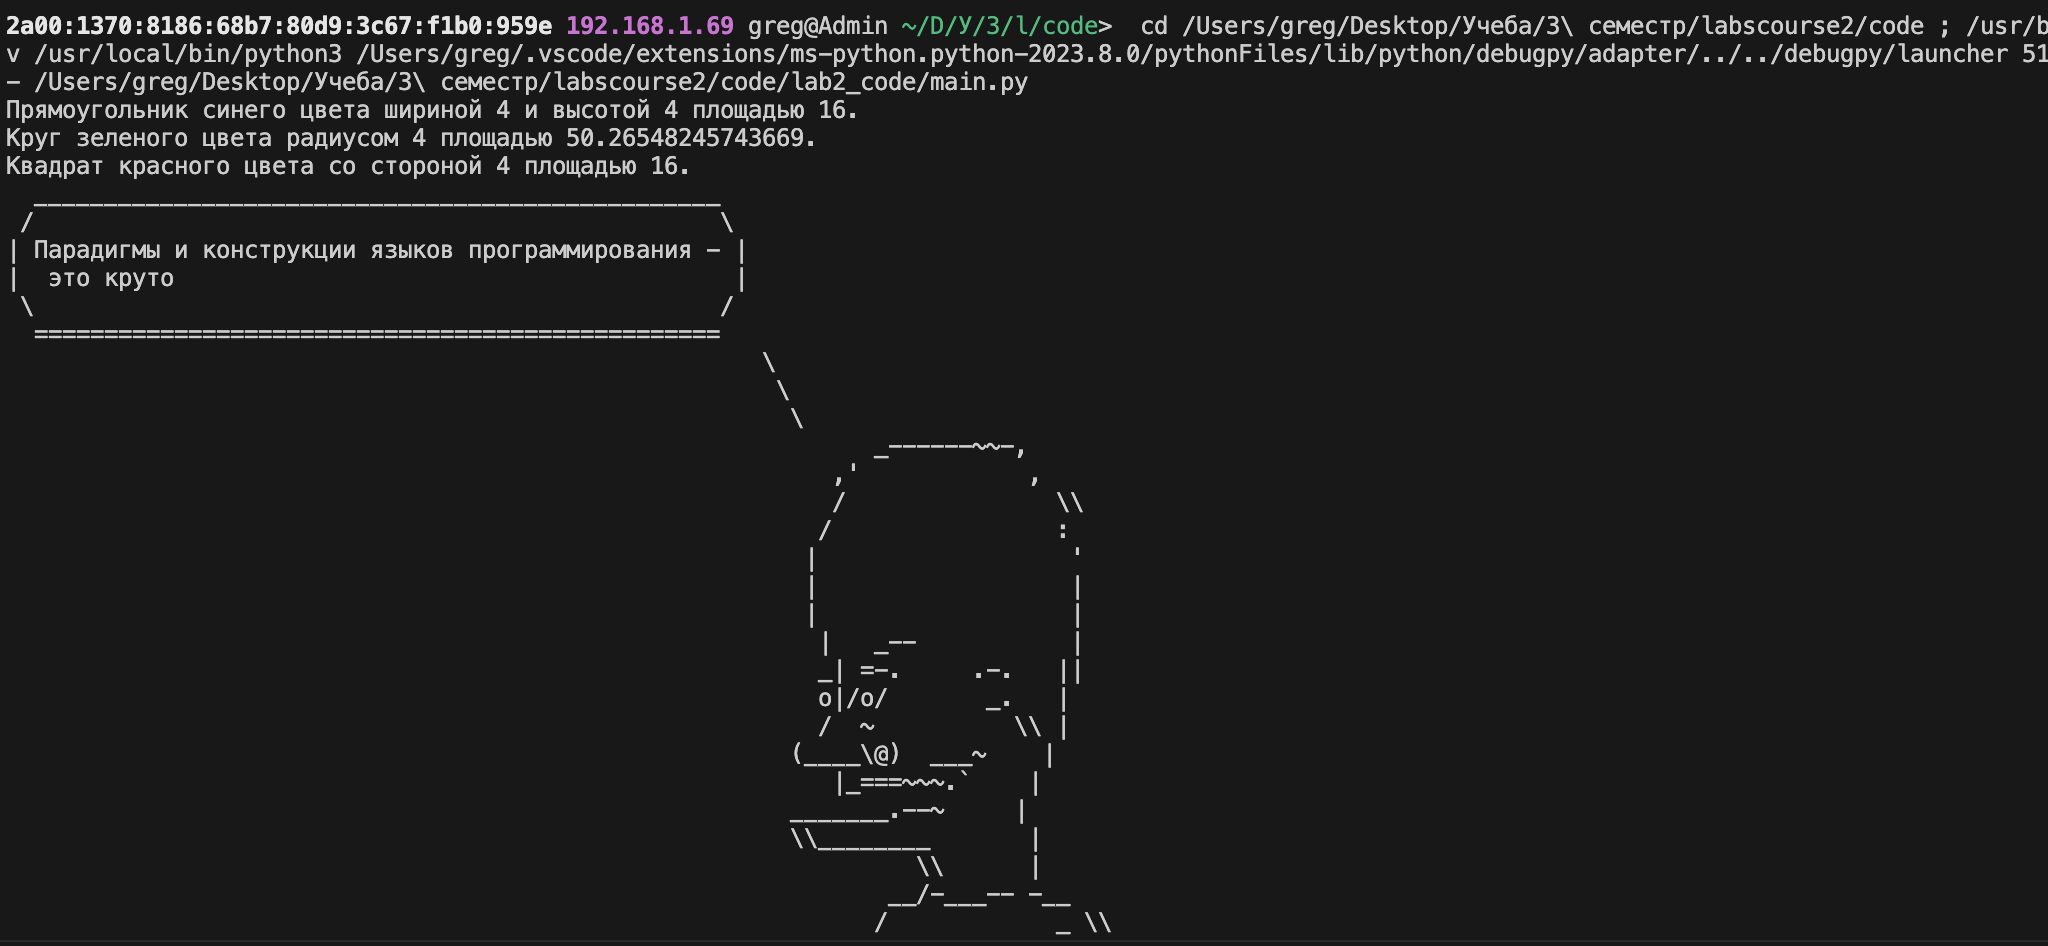 2a00:1370:8186:68b7:80d9:3c67:f1b0:959e 192.168.1.69 greg@Admin ~/D/У/3/l/code>  cd /Users/greg/Desktop/Учеба/3\ семестр/labscourse2/code ; /usr/b
v /usr/local/bin/python3 /Users/greg/.vscode/extensions/ms-python.python-2023.8.0/pythonFiles/lib/python/debugpy/adapter/../../debugpy/launcher 51
- /Users/greg/Desktop/Учеба/3\ семестр/labscourse2/code/lab2_code/main.py
Прямоугольник синего цвета шириной 4 и высотой 4 площадью 16.
Круг зеленого цвета радиусом 4 площадью 50.26548245743669.
Квадрат красного цвета со стороной 4 площадью 16.
Парадигмы и конструкции языков программирования -
это круто